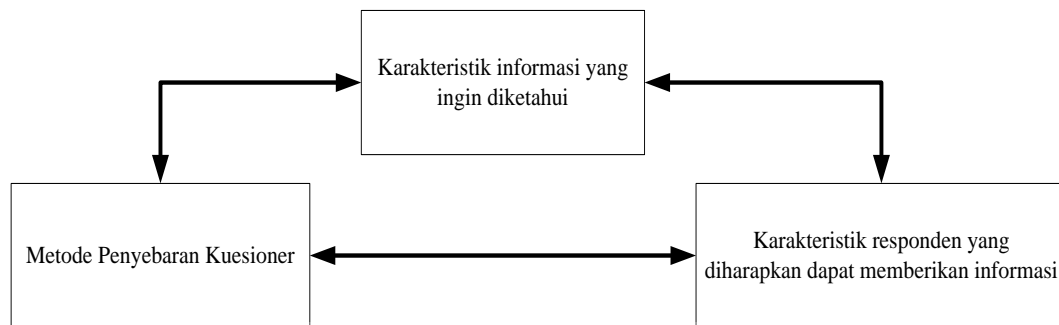 Karakteristik informasi yang
ingin diketahui
Metode Penyebaran Kuesioner
Karakteristik responden yang
diharapkan dapat memberikan informasi